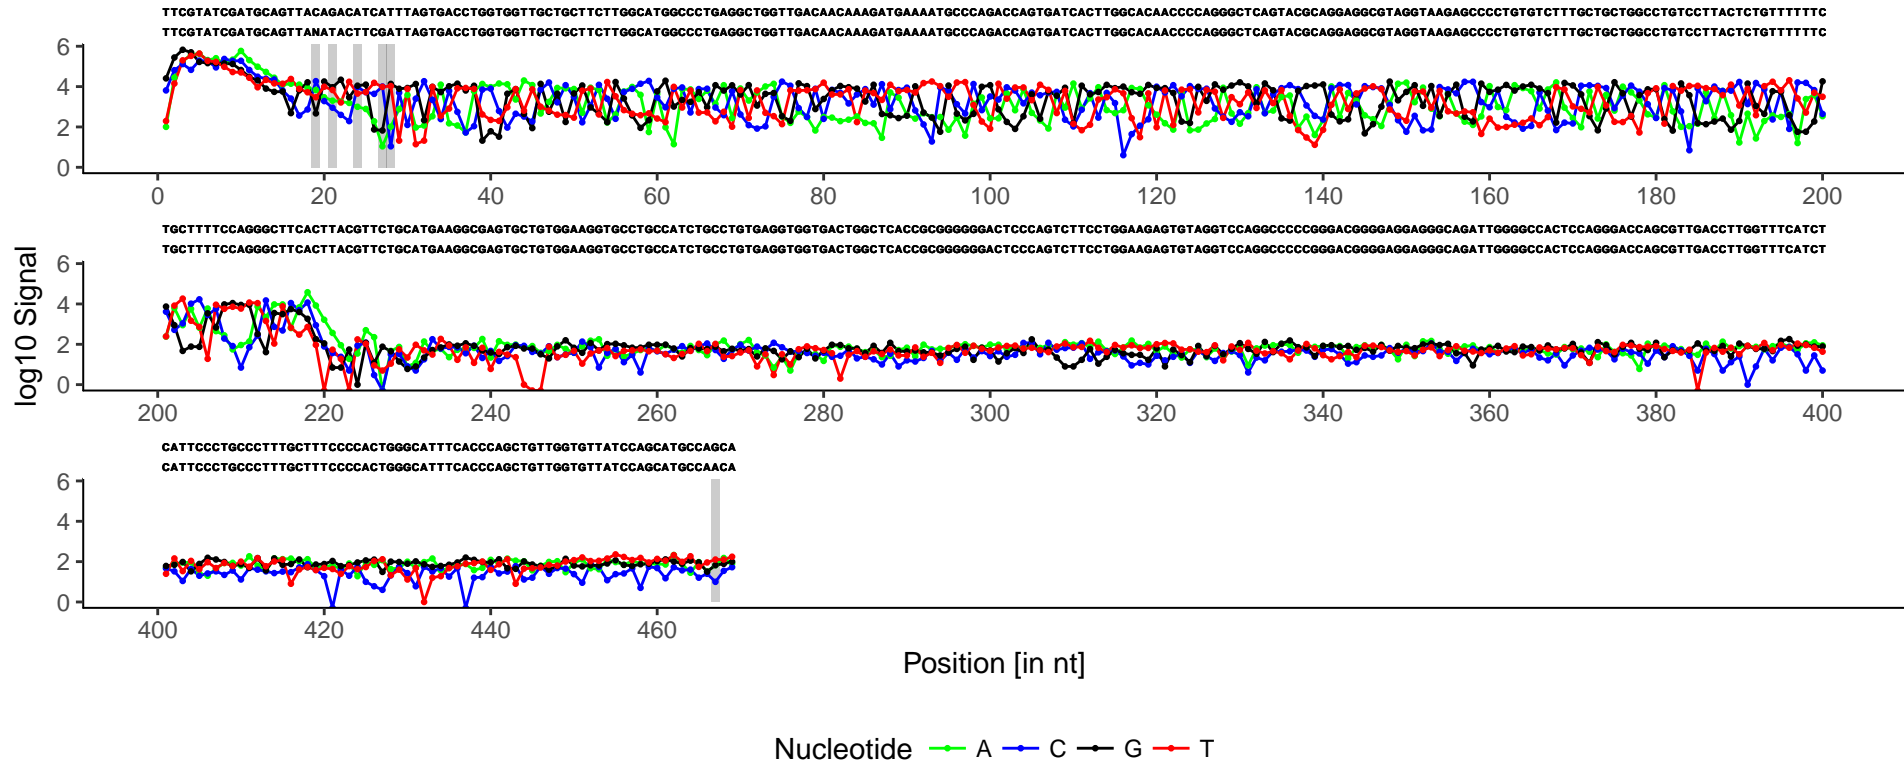 TTCGTATCGATGCAGTTACAGACATCATTTAGTGACCTGGTGGTTGCTGCTTCTTGGCATGGCCCTGAGGCTGGTTGACAACAAAGATGAAAATGCCCAGACCAGTGATCACTTGGCACAACCCCAGGGCTCAGTACGCAGGAGGCGTAGGTAAGAGCCCCTGTGTCTTTGCTGCTGGCCTGTCCTTACTCTGTTTTTTC
TTCGTATCGATGCAGTTANATACTTCGATTAGTGACCTGGTGGTTGCTGCTTCTTGGCATGGCCCTGAGGCTGGTTGACAACAAAGATGAAAATGCCCAGACCAGTGATCACTTGGCACAACCCCAGGGCTCAGTACGCAGGAGGCGTAGGTAAGAGCCCCTGTGTCTTTGCTGCTGGCCTGTCCTTACTCTGTTTTTTC
6
4
2
0
0 20 40 60 80 100 120 140 160 180 200
TGCTTTTCCAGGGCTTCACTTACGTTCTGCATGAAGGCGAGTGCTGTGGAAGGTGCCTGCCATCTGCCTGTGAGGTGGTGACTGGCTCACCGCGGGGGGACTCCCAGTCTTCCTGGAAGAGTGTAGGTCCAGGCCCCCGGGACGGGGAGGAGGGCAGATTGGGGCCACTCCAGGGACCAGCGTTGACCTTGGTTTCATCT
TGCTTTTCCAGGGCTTCACTTACGTTCTGCATGAAGGCGAGTGCTGTGGAAGGTGCCTGCCATCTGCCTGTGAGGTGGTGACTGGCTCACCGCGGGGGGACTCCCAGTCTTCCTGGAAGAGTGTAGGTCCAGGCCCCCGGGACGGGGAGGAGGGCAGATTGGGGCCACTCCAGGGACCAGCGTTGACCTTGGTTTCATCT
log10 Signal
6
4
2
0
200 220 240 260 280 300 320 340 360 380 400
CATTCCCTGCCCTTTGCTTTCCCCACTGGGCATTTCACCCAGCTGTTGGTGTTATCCAGCATGCCAGCA
CATTCCCTGCCCTTTGCTTTCCCCACTGGGCATTTCACCCAGCTGTTGGTGTTATCCAGCATGCCAACA
6
4
2
0
400 420 440 460
Position [in nt]
Nucleotide A C G T